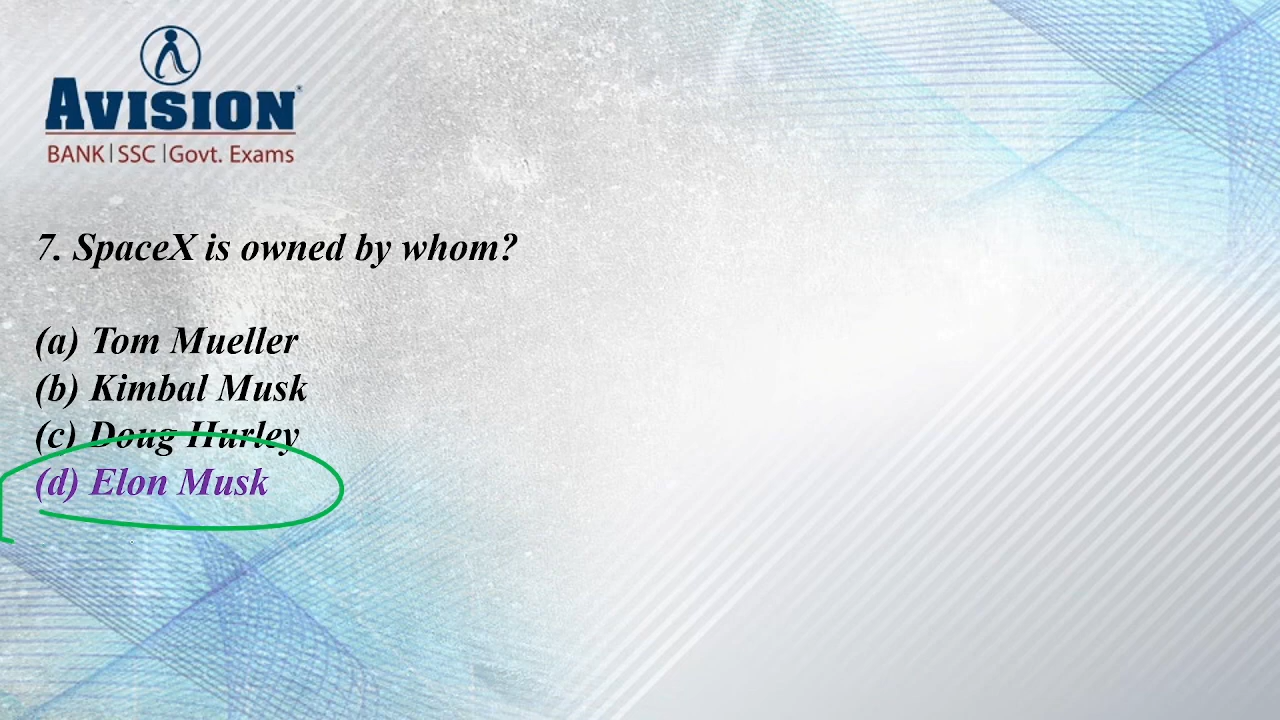 AVISION
BANK | SSC | Govt. Exams
7. SpaceX is owned by whom?
(a) Tom Mueller
(b) Kimbal Musk
(c) Doug Hurley
(d) Elon Musk